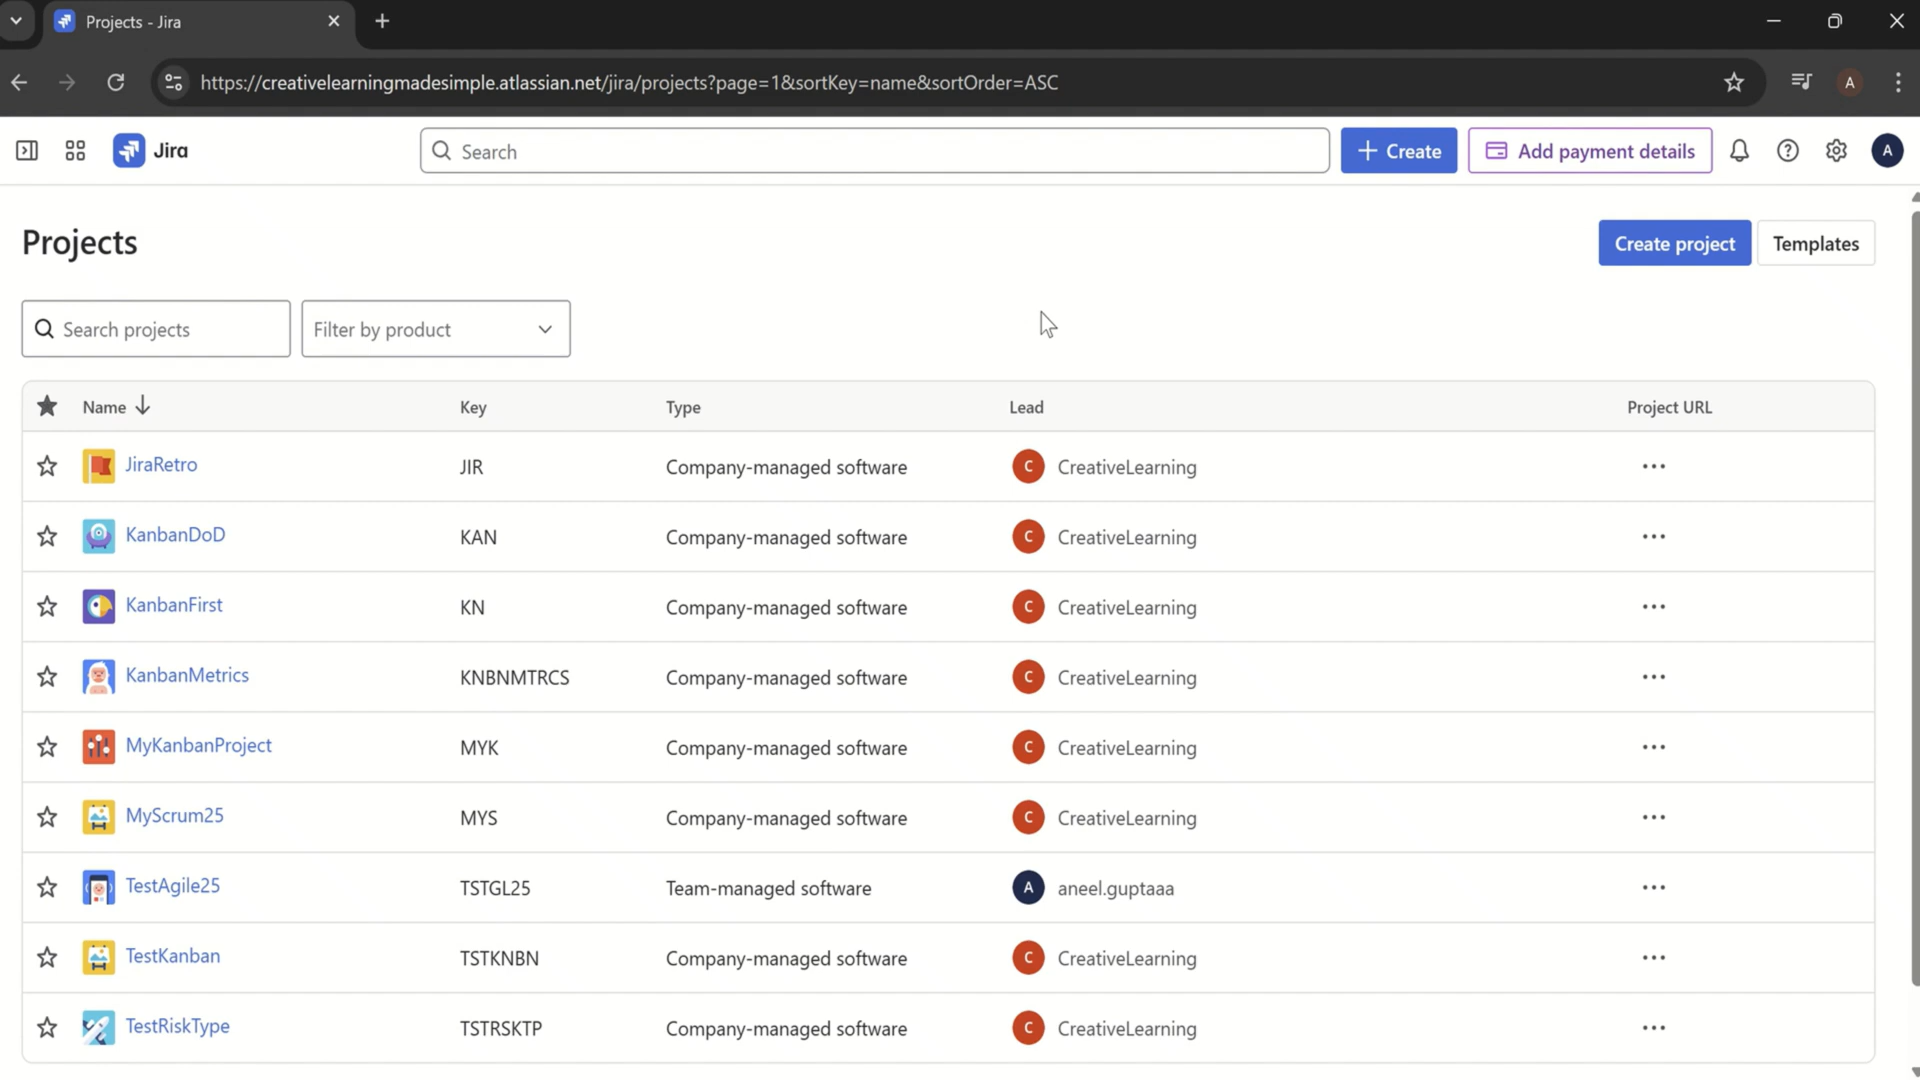 Projects - Jira
https://creativelearningmadesimple.atlassian.net/jira/projects?page=1&sortKey=name&sortOrder=ASC
A
Jira
Search
Create
Add payment details
A
Projects
Create project
Templates
Search projects
Filter by product
Name Key Type Lead Project URL
JiraRetro JIR Company-managed software C CreativeLearning
KanbanDoD KAN Company-managed software C CreativeLearning
KanbanFirst KN Company-managed software C CreativeLearning
KanbanMetrics KNBNMTRCS Company-managed software C CreativeLearning
MyKanbanProject MYK Company-managed software C CreativeLearning
MyScrum25 MYS Company-managed software C CreativeLearning
TestAgile25 TSTGL25 Team-managed software A aneel.guptaaa
TestKanban TSTKNBN Company-managed software C CreativeLearning
TestRiskType TSTRSKTP Company-managed software C CreativeLearning